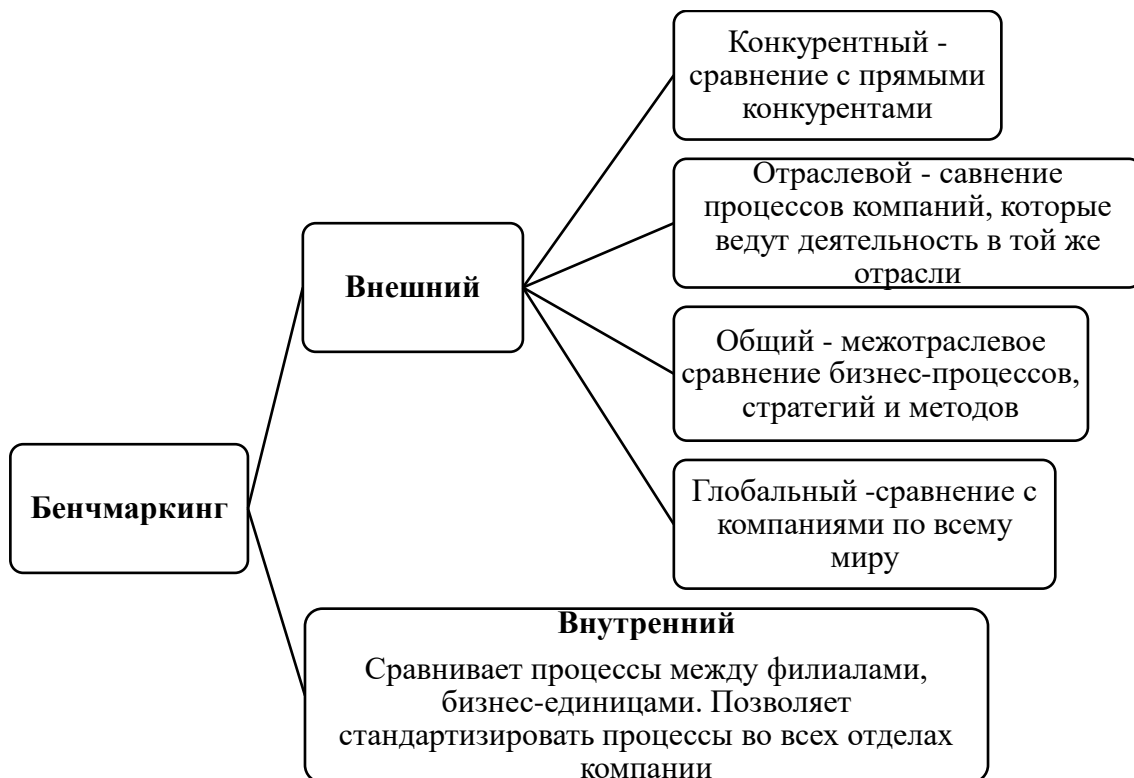 Конкурентный -
сравнение с прямыми
конкурентами
Отраслевой - савнение
процессов компаний, которые
ведут деятельность в той же
отрасли
Внешний
Общий - межотраслевое
сравнение бизнес-процессов,
стратегий и методов
Бенчмаркинг
Глобальный -сравнение с
компаниями по всему
миру
Внутренний
Сравнивает процессы между филиалами,
бизнес-единицами. Позволяет
стандартизировать процессы во всех отделах
компании